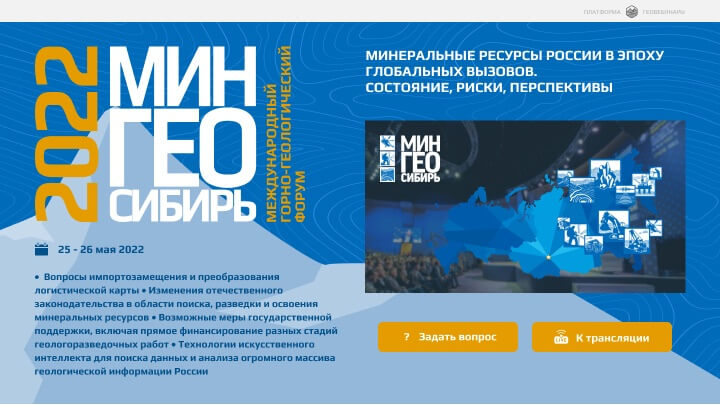 ПЛАТФОРМА ГЕОВЕБИНАРЫ
2022
МИН
ГЕО
СИБИРЬ
МЕЖДУНАРОДНЫЙ
ГОРНО-ГЕОЛОГИЧЕСКИЙ
ФОРУМ
25 - 26 мая 2022
• Вопросы импортозамещения и преобразования
логистической карты • Изменения отечественного
законодательства в области поиска, разведки и освоения
минеральных ресурсов • Возможные меры государственной
поддержки, включая прямое финансирование разных стадий
геологоразведочных работ • Технологии искусственного
интеллекта для поиска данных и анализа огромного массива
геологической информации России
МИНЕРАЛЬНЫЕ РЕСУРСЫ РОССИИ В ЭПОХУ
ГЛОБАЛЬНЫХ ВЫЗОВОВ.
СОСТОЯНИЕ, РИСКИ, ПЕРСПЕКТИВЫ
МИН
ГЕО
СИБИРЬ
? Задать вопрос
К трансляции